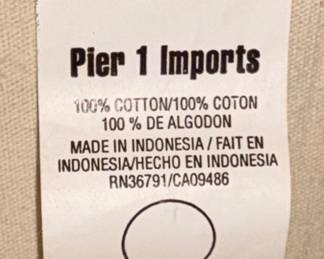 Pier 1 Imports
100% COTTON/100% COTON
100 % DE ALGODON
MADE IN INDONESIA / FAIT EN
INDONESIA/HECHO EN INDONESIA
RN36791/CA09486